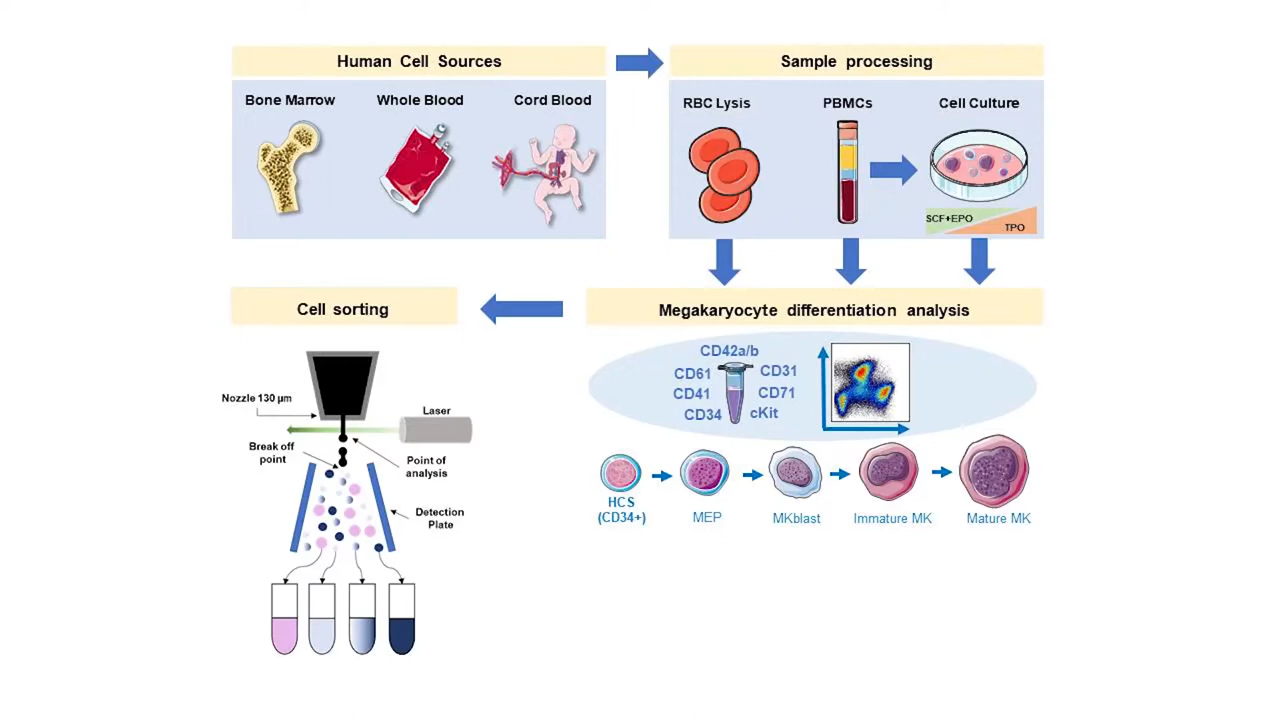 Human Cell Sources
Bone Marrow
Whole Blood
Cord Blood
Sample processing
RBC Lysis
PBMCs
Cell Culture
SCF+EPO
TPO
Megakaryocyte differentiation analysis
CD42a/b
CD61
CD31
CD41
CD71
CD34
cKit
HCS
(CD34+)
MEP
MKblast
Immature MK
Mature MK
Cell sorting
Nozzle 130 µm
Laser
Break off
point
Point of
analysis
Detection
Plate